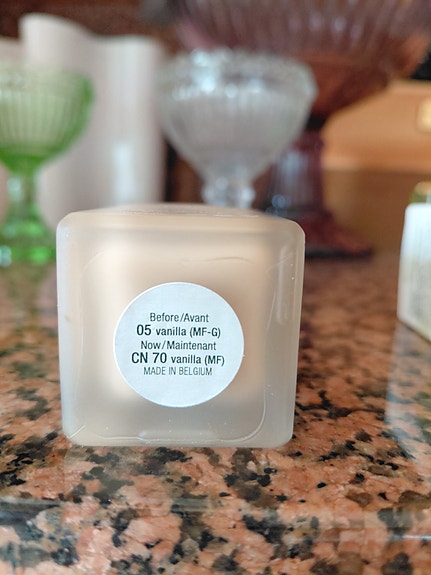 Before/Avant
05 vanilla (MF-G)
Now/Maintenant
CN 70 vanilla (MF)
MADE IN BELGIUM